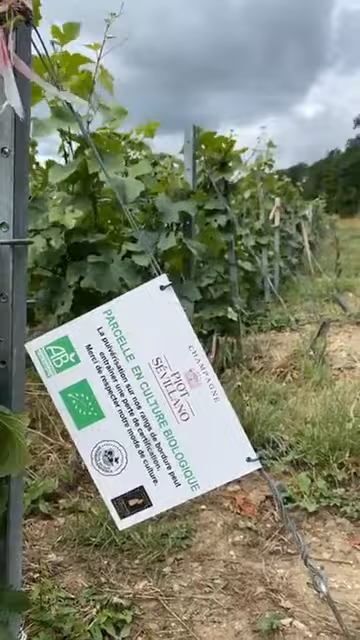 CHAMPAGNE
PIOT
SÉVILLANO
PARCELLE EN CULTURE BIOLOGIQUE
La pulvérisation sur nos rangs de bordure peut
entraîner une perte de certification.
Merci de respecter notre mode de culture.
AB